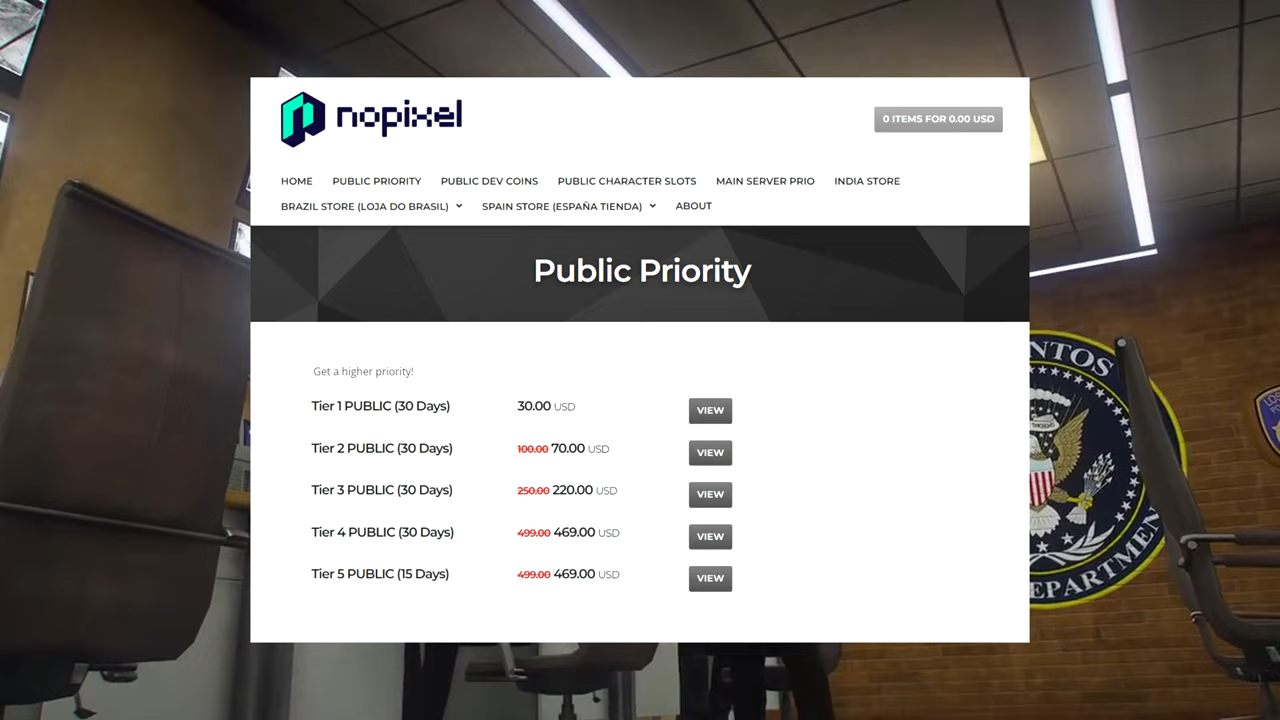 nopixel
0 ITEMS FOR 0.00 USD
HOME PUBLIC PRIORITY PUBLIC DEV COINS PUBLIC CHARACTER SLOTS MAIN SERVER PRIO INDIA STORE
BRAZIL STORE (LOJA DO BRASIL) SPAIN STORE (ESPAÑA TIENDA) ABOUT
Public Priority
Get a higher priority!
Tier 1 PUBLIC (30 Days) 30.00 USD VIEW
Tier 2 PUBLIC (30 Days) 100.00 70.00 USD VIEW
Tier 3 PUBLIC (30 Days) 250.00 220.00 USD VIEW
Tier 4 PUBLIC (30 Days) 499.00 469.00 USD VIEW
Tier 5 PUBLIC (15 Days) 499.00 469.00 USD VIEW
NTOS
EPARTMEN